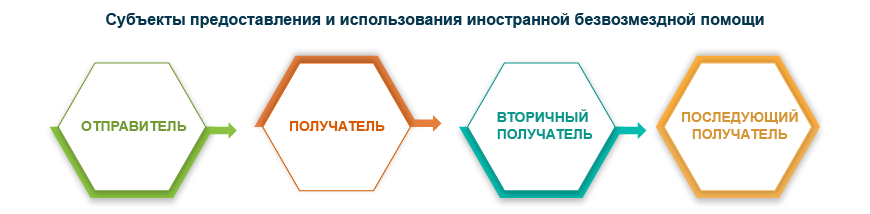 Субъекты предоставления и использования иностранной безвозмездной помощи
ОТПРАВИТЕЛЬ
ПОЛУЧАТЕЛЬ
ВТОРИЧНЫЙ
ПОЛУЧАТЕЛЬ
ПОСЛЕДУЮЩИЙ
ПОЛУЧАТЕЛЬ